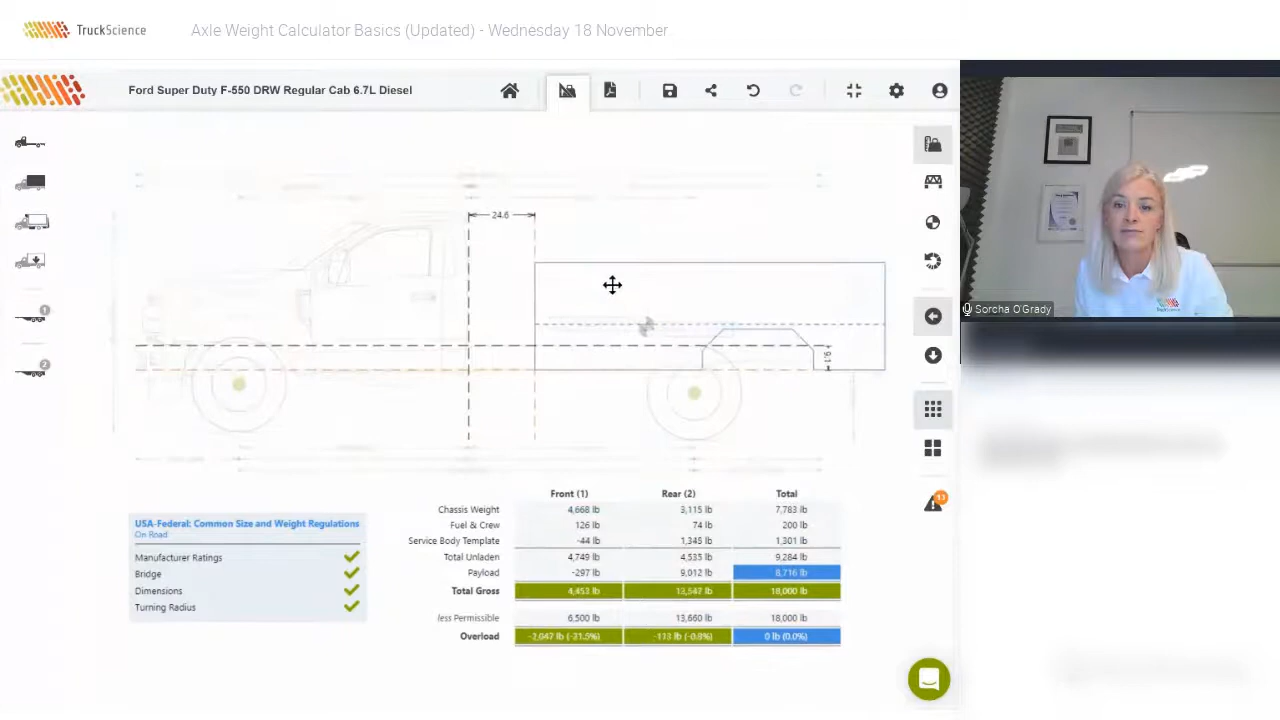 TruckScience
Axle Weight Calculator Basics (Updated) - Wednesday 18 November
Ford Super Duty F-550 DRW Regular Cab 6.7L Diesel
24.6
9.1
1
2
13
Sorcha O'Grady
USA-Federal: Common Size and Weight Regulations
On Road
Manufacturer Ratings
Bridge
Dimensions
Turning Radius
Front (1) Rear (2) Total
Chassis Weight 4,668 lb 3,115 lb 7,783 lb
Fuel & Crew 126 lb 74 lb 200 lb
Service Body Template -44 lb 1,345 lb 1,301 lb
Total Unladen 4,749 lb 4,535 lb 9,284 lb
Payload -297 lb 9,012 lb 8,716 lb
Total Gross 4,453 lb 13,547 lb 18,000 lb
less Permissible 6,500 lb 13,660 lb 18,000 lb
Overload -2,047 lb (-31.5%) -113 lb (-0.8%) 0 lb (0.0%)